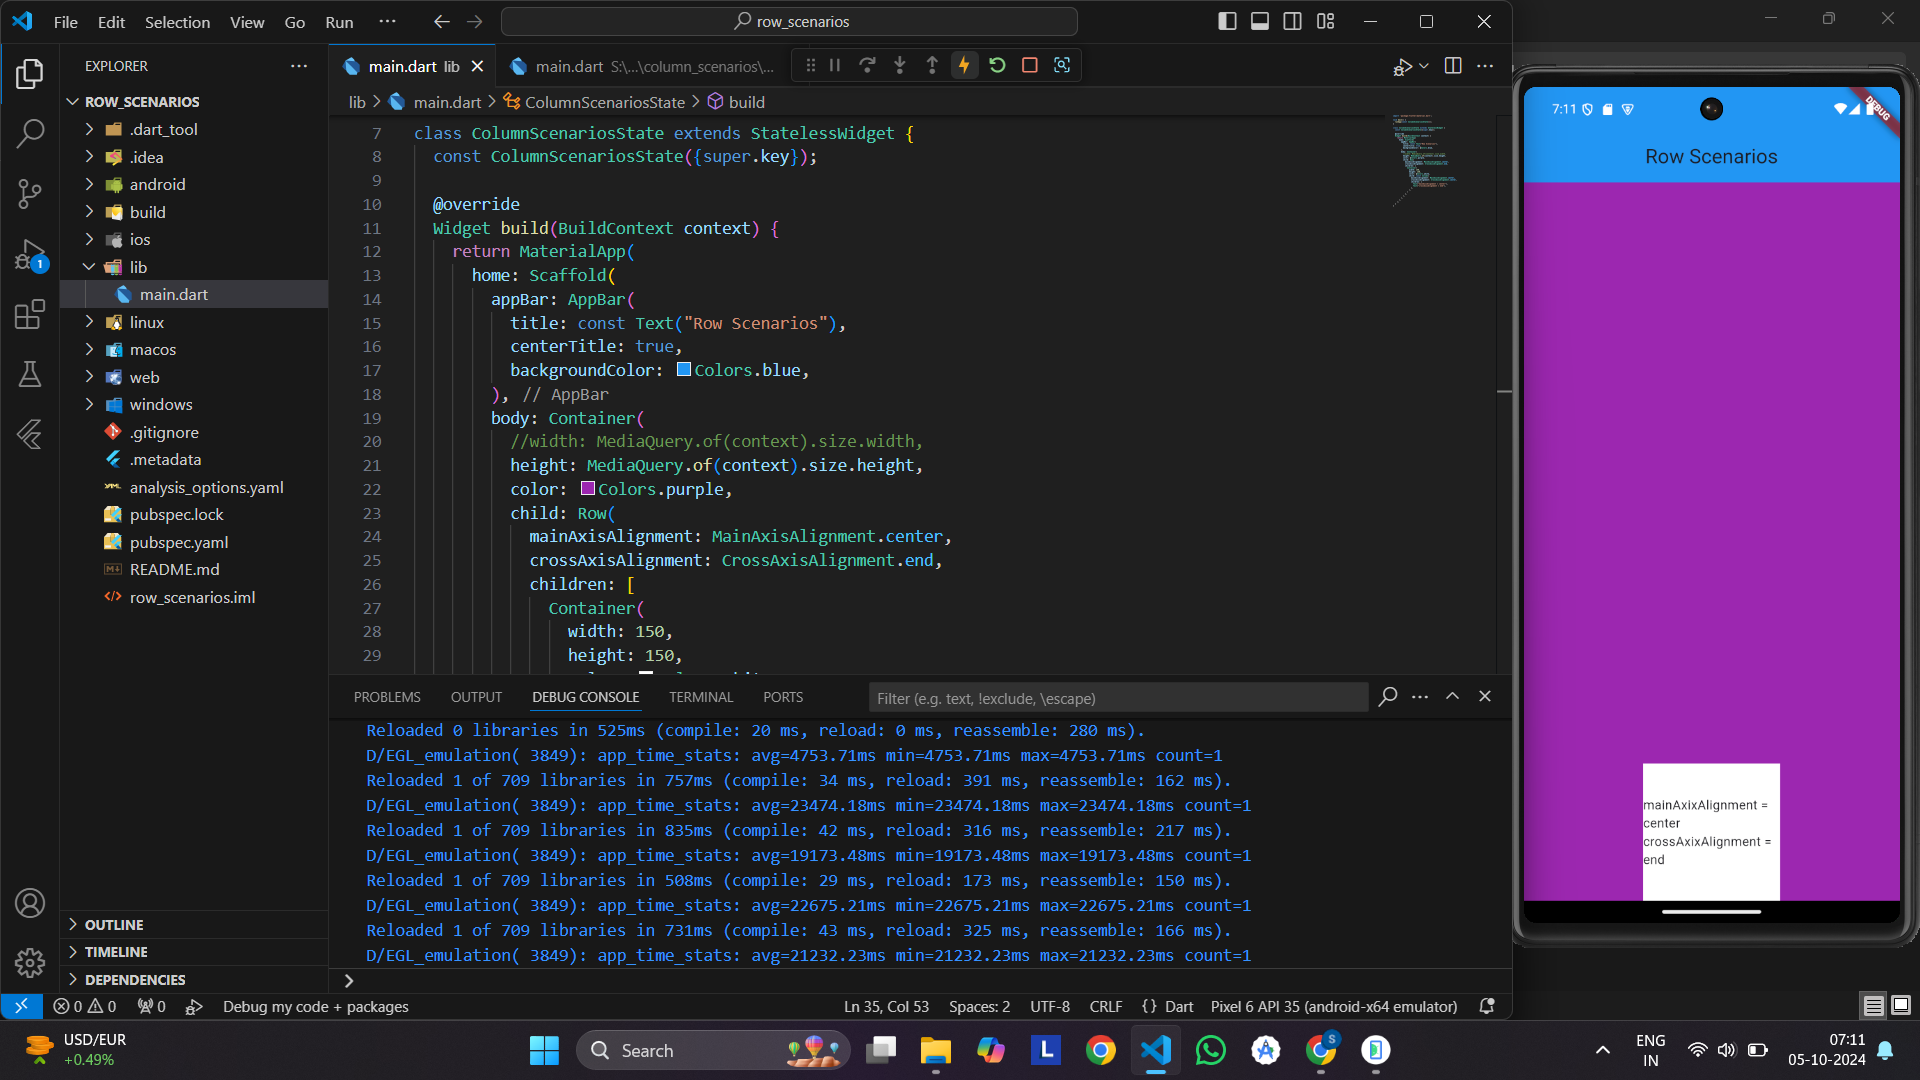 File Edit Selection View Go Run ···
row_scenarios
EXPLORER
ROW_SCENARIOS
.dart_tool
.idea
android
build
ios
lib
main.dart
linux
macos
web
windows
.gitignore
.metadata
analysis_options.yaml
pubspec.lock
pubspec.yaml
README.md
row_scenarios.iml
OUTLINE
TIMELINE
DEPENDENCIES
1
main.dart lib
main.dart S:\...\column_scenarios\...
lib > main.dart > ColumnScenariosState > build
7 class ColumnScenariosState extends StatelessWidget {
8 const ColumnScenariosState({super.key});
9
10 @override
11 Widget build(BuildContext context) {
12 return MaterialApp(
13 home: Scaffold(
14 appBar: AppBar(
15 title: const Text("Row Scenarios"),
16 centerTitle: true,
17 backgroundColor: Colors.blue,
18 ), // AppBar
19 body: Container(
20 //width: MediaQuery.of(context).size.width,
21 height: MediaQuery.of(context).size.height,
22 color: Colors.purple,
23 child: Row(
24 mainAxisAlignment: MainAxisAlignment.center,
25 crossAxisAlignment: CrossAxisAlignment.end,
26 children: [
27 Container(
28 width: 150,
29 height: 150,
PROBLEMS OUTPUT DEBUG CONSOLE TERMINAL PORTS
Filter (e.g. text, !exclude, \escape)
Reloaded 0 libraries in 525ms (compile: 20 ms, reload: 0 ms, reassemble: 280 ms).
D/EGL_emulation( 3849): app_time_stats: avg=4753.71ms min=4753.71ms max=4753.71ms count=1
Reloaded 1 of 709 libraries in 757ms (compile: 34 ms, reload: 391 ms, reassemble: 162 ms).
D/EGL_emulation( 3849): app_time_stats: avg=23474.18ms min=23474.18ms max=23474.18ms count=1
Reloaded 1 of 709 libraries in 835ms (compile: 42 ms, reload: 316 ms, reassemble: 217 ms).
D/EGL_emulation( 3849): app_time_stats: avg=19173.48ms min=19173.48ms max=19173.48ms count=1
Reloaded 1 of 709 libraries in 508ms (compile: 29 ms, reload: 173 ms, reassemble: 150 ms).
D/EGL_emulation( 3849): app_time_stats: avg=22675.21ms min=22675.21ms max=22675.21ms count=1
Reloaded 1 of 709 libraries in 731ms (compile: 43 ms, reload: 325 ms, reassemble: 166 ms).
D/EGL_emulation( 3849): app_time_stats: avg=21232.23ms min=21232.23ms max=21232.23ms count=1
7:11
DEBUG
Row Scenarios
mainAxixAlignment =
center
crossAxixAlignment =
end
0 0 0 Debug my code + packages
Ln 35, Col 53 Spaces: 2 UTF-8 CRLF {} Dart Pixel 6 API 35 (android-x64 emulator)
USD/EUR
+0.49%
Search
L
S
ENG
IN
07:11
05-10-2024